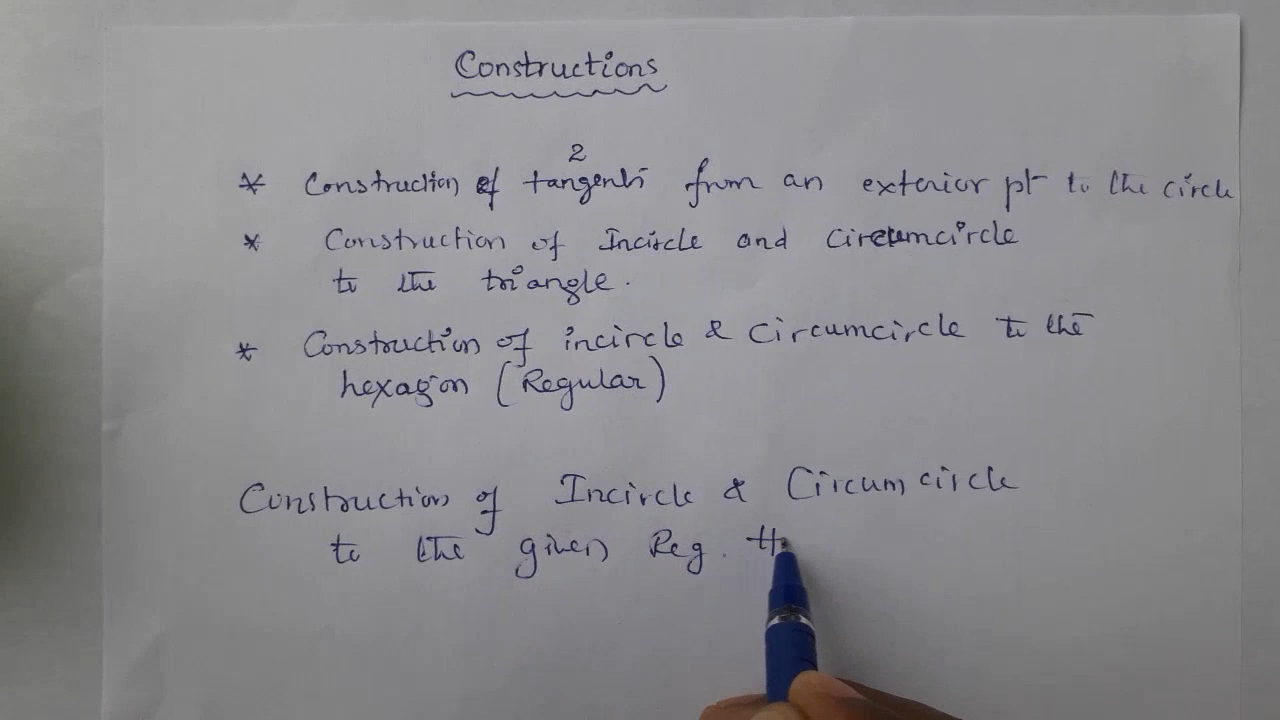 Constructions
2
* Construction of tangents from an exterior pt to the circle
* Construction of Incircle and Circumcircle
to the triangle.
* Construction of incircle & Circumcircle to the
hexagon (Regular)
Construction of Incircle & Circumcircle
to the given Reg. H